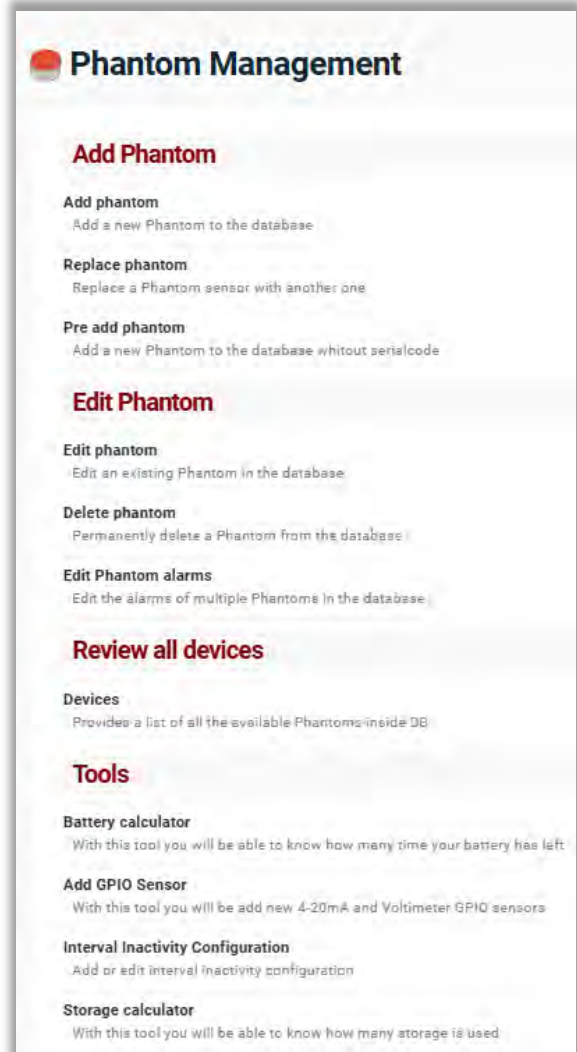 Phantom Management
Add Phantom
Add phantom
Add a new Phantom to the database
Replace phantom
Replace a Phantom sensor with another one
Pre add phantom
Add a new Phantom to the database whitout serialcode
Edit Phantom
Edit phantom
Edit an existing Phantom in the database
Delete phantom
Permanently delete a Phantom from the database
Edit Phantom alarms
Edit the alarms of multiple Phantoms in the database
Review all devices
Devices
Provides a list of all the available Phantoms inside DB
Tools
Battery calculator
With this tool you will be able to know how many time your battery has left
Add GPIO Sensor
With this tool you will be add new 4-20mA and Voltimeter GPIO sensors
Interval Inactivity Configuration
Add or edit interval inactivity configuration
Storage calculator
With this tool you will be able to know how many storage is used